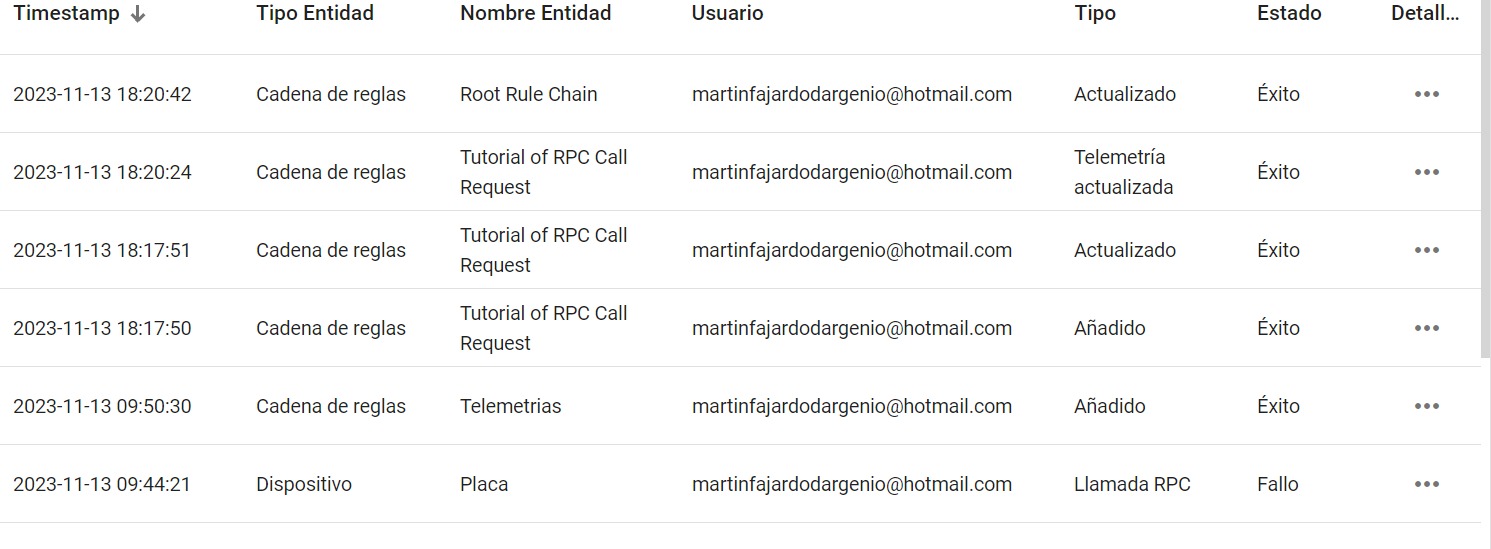 Timestamp Tipo Entidad Nombre Entidad Usuario Tipo Estado Detall...
2023-11-13 18:20:42 Cadena de reglas Root Rule Chain martinfajardodargenio@hotmail.com Actualizado Éxito
2023-11-13 18:20:24 Cadena de reglas Tutorial of RPC Call martinfajardodargenio@hotmail.com Telemetría Éxito
Request actualizada
2023-11-13 18:17:51 Cadena de reglas Tutorial of RPC Call martinfajardodargenio@hotmail.com Actualizado Éxito
Request
2023-11-13 18:17:50 Cadena de reglas Tutorial of RPC Call martinfajardodargenio@hotmail.com Añadido Éxito
Request
2023-11-13 09:50:30 Cadena de reglas Telemetrias martinfajardodargenio@hotmail.com Añadido Éxito
2023-11-13 09:44:21 Dispositivo Placa martinfajardodargenio@hotmail.com Llamada RPC Fallo